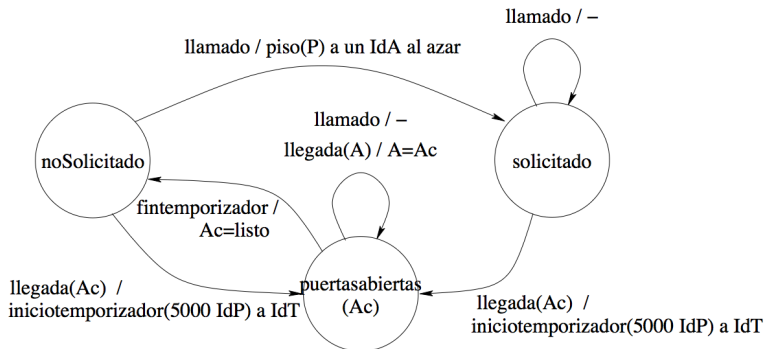 llamado / –
llamado / piso(P) a un IdA al azar
llamado / –
llegada(A) / A=Ac
noSolicitado
solicitado
fintemporizador /
Ac=listo
puertasabiertas
(Ac)
llegada(Ac) /
iniciotemporizador(5000 IdP) a IdT
llegada(Ac) /
iniciotemporizador(5000 IdP) a IdT